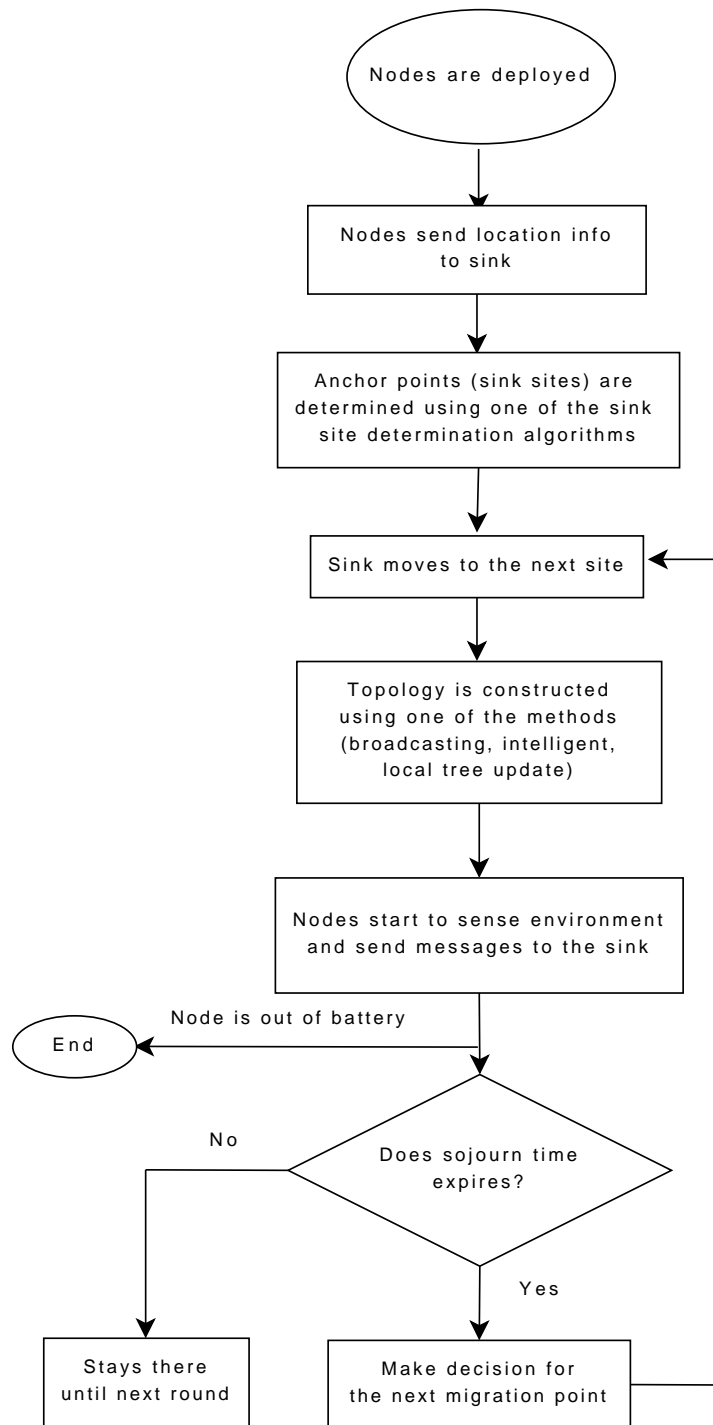 Nodes are deployed
Nodes send location info
to sink
Anchor points (sink sites) are
determined using one of the sink
site determination algorithms
Sink moves to the next site
Topology is constructed
using one of the methods
(broadcasting, intelligent,
local tree update)
Nodes start to sense environment
and send messages to the sink
Node is out of battery
End
No
Does sojourn time
expires?
Yes
Stays there
until next round
Make decision for
the next migration point